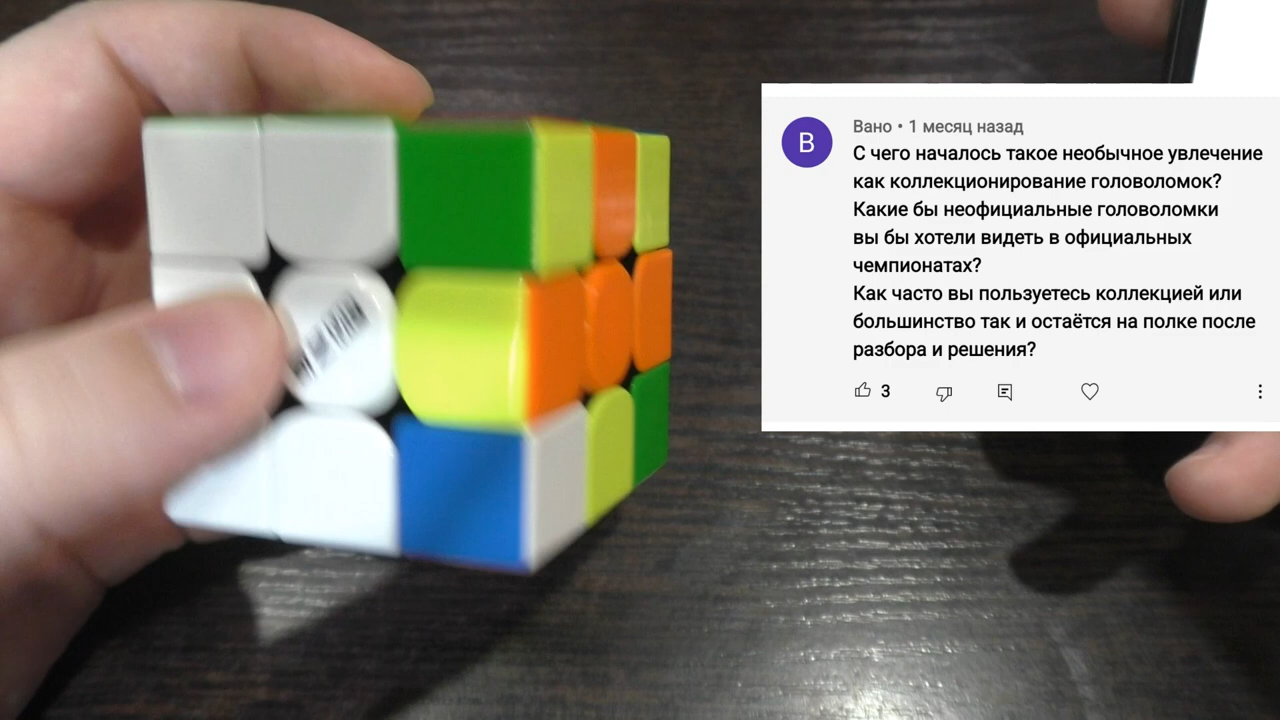 В
Вано • 1 месяц назад
С чего началось такое необычное увлечение
как коллекционирование головоломок?
Какие бы неофициальные головоломки
вы бы хотели видеть в официальных
чемпионатах?
Как часто вы пользуетесь коллекцией или
большинство так и остаётся на полке после
разбора и решения?
3